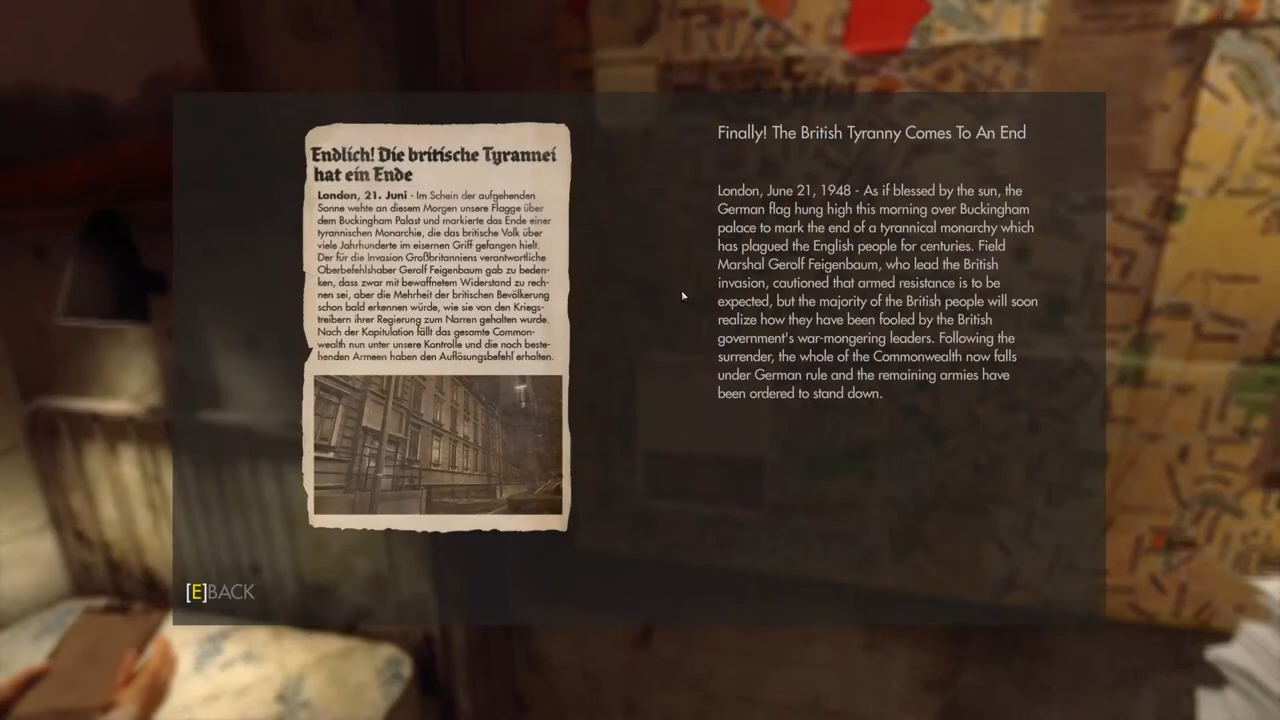 Endlich! Die britische Tyrannei
hat ein Ende
London, 21. Juni - Im Schein der aufgehenden
Sonne wehte an diesem Morgen unsere Flagge über
dem Buckingham Palast und markierte das Ende einer
tyrannischen Monarchie, die das britische Volk über
viele Jahrhunderte im eisernen Griff gefangen hielt.
Der für die Invasion Großbritanniens verantwortliche
Oberbefehlshaber Gerolf Feigenbaum gab zu beden-
ken, dass zwar mit bewaffnetem Widerstand zu rech-
nen sei, aber die Mehrheit der britischen Bevölkerung
schon bald erkennen würde, wie sie von den Kriegs-
treibern ihrer Regierung zum Narren gehalten wurde.
Nach der Kapitulation fällt das gesamte Common-
wealth nun unter unsere Kontrolle und die noch beste-
henden Armeen haben den Auflösungsbefehl erhalten.
Finally! The British Tyranny Comes To An End
London, June 21, 1948 - As if blessed by the sun, the
German flag hung high this morning over Buckingham
palace to mark the end of a tyrannical monarchy which
has plagued the English people for centuries. Field
Marshal Gerolf Feigenbaum, who lead the British
invasion, cautioned that armed resistance is to be
expected, but the majority of the British people will soon
realize how they have been fooled by the British
government's war-mongering leaders. Following the
surrender, the whole of the Commonwealth now falls
under German rule and the remaining armies have
been ordered to stand down.
[E]BACK